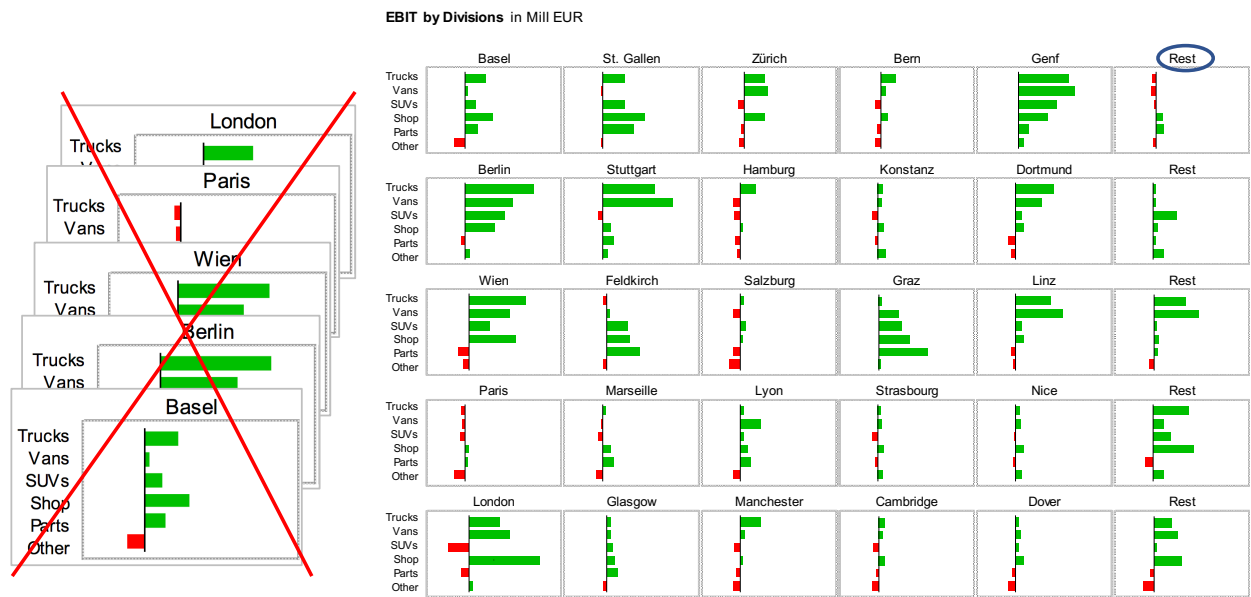 EBIT by Divisions in Mill EUR
London
Trucks
Paris
Trucks
Vans
Wien
Trucks
Vans
Berlin
Trucks
Vans
Basel
Trucks
Vans
SUVs
Shop
Parts
Other
Basel St. Gallen Zürich Bern Genf Rest
Trucks
Vans
SUVs
Shop
Parts
Other
Berlin Stuttgart Hamburg Konstanz Dortmund Rest
Trucks
Vans
SUVs
Shop
Parts
Other
Wien Feldkirch Salzburg Graz Linz Rest
Trucks
Vans
SUVs
Shop
Parts
Other
Paris Marseille Lyon Strasbourg Nice Rest
Trucks
Vans
SUVs
Shop
Parts
Other
London Glasgow Manchester Cambridge Dover Rest
Trucks
Vans
SUVs
Shop
Parts
Other